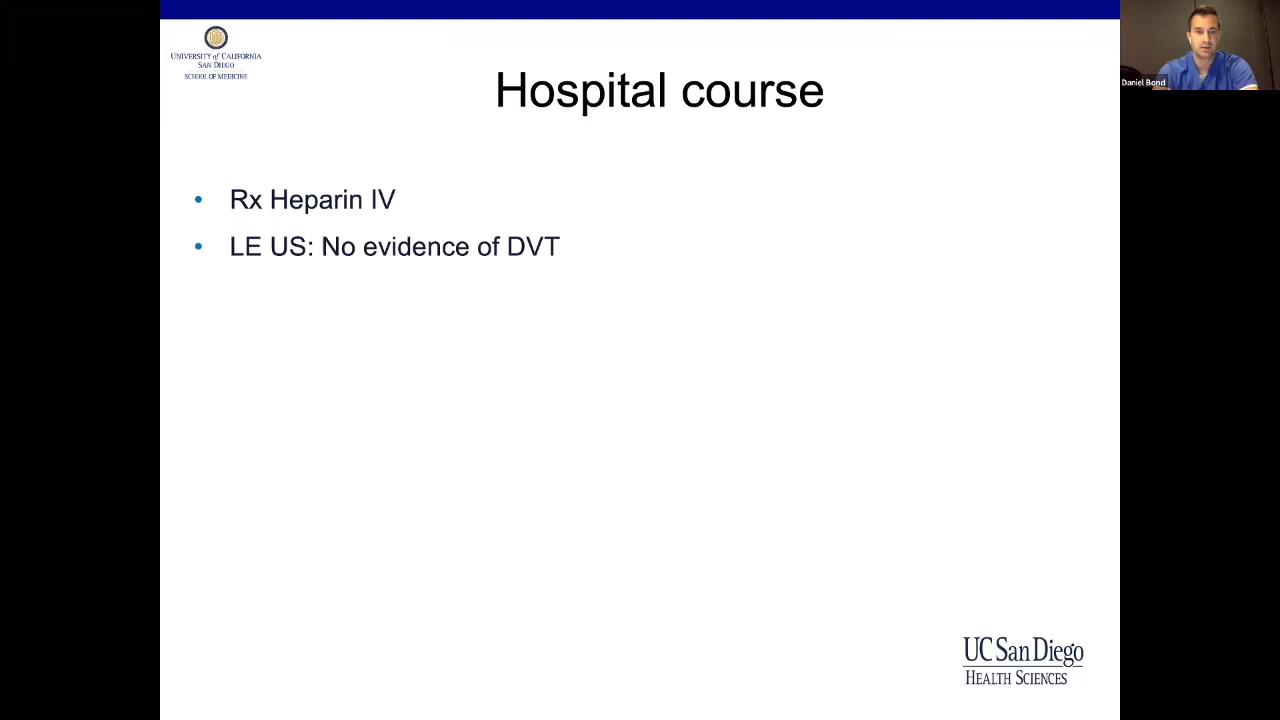 UNIVERSITY of CALIFORNIA
SAN DIEGO
SCHOOL OF MEDICINE
Daniel Bond
Hospital course
• Rx Heparin IV
• LE US: No evidence of DVT
UC San Diego
HEALTH SCIENCES